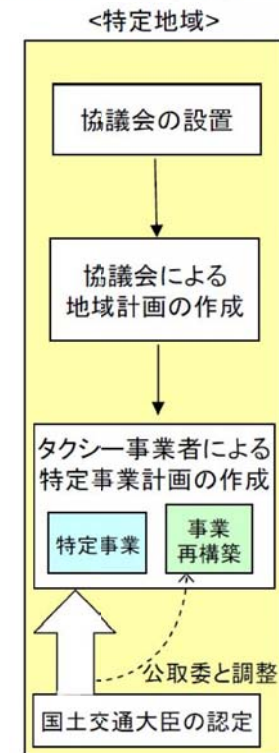 <特定地域>
協議会の設置
協議会による
地域計画の作成
タクシー事業者による
特定事業計画の作成
特定事業
事業
再構築
公取委と調整
国土交通大臣の認定